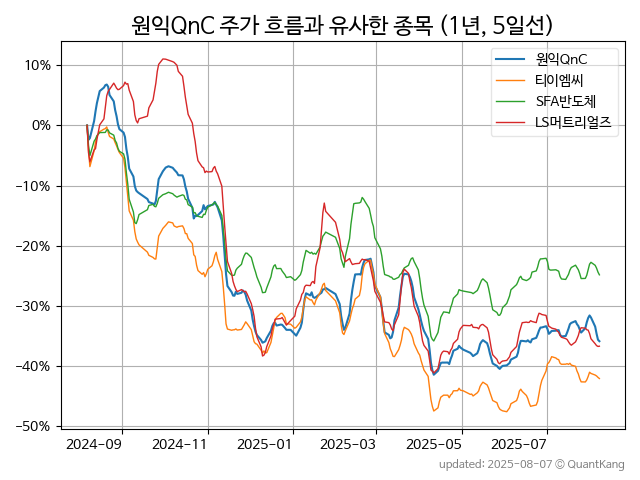 원익QnC 주가 흐름과 유사한 종목 (1년, 5일선)
원익QnC
티이엠씨
SFA반도체
LS머트리얼즈
10%
0%
−10%
−20%
−30%
−40%
−50%
2024-09 2024-11 2025-01 2025-03 2025-05 2025-07
updated: 2025-08-07 © QuantKang